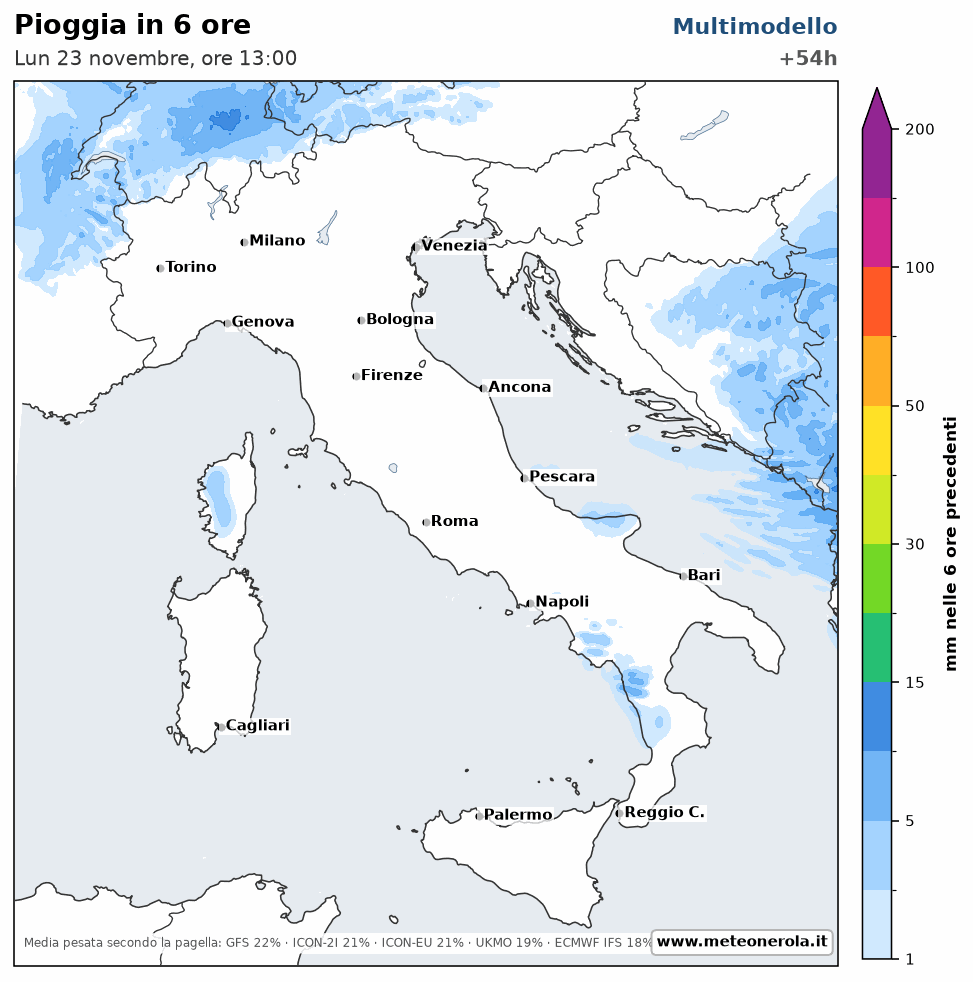 Pioggia in 6 ore
Multimodello
Lun 23 novembre, ore 13:00
+54h
200
100
50
30
15
5
1
mm nelle 6 ore precedenti
Milano
Venezia
Torino
Genova
Bologna
Firenze
Ancona
Pescara
Roma
Bari
Napoli
Cagliari
Palermo
Reggio C.
Media pesata secondo la pagella: GFS 22% · ICON-2I 21% · ICON-EU 21% · UKMO 19% · ECMWF IFS 18%
www.meteonerola.it